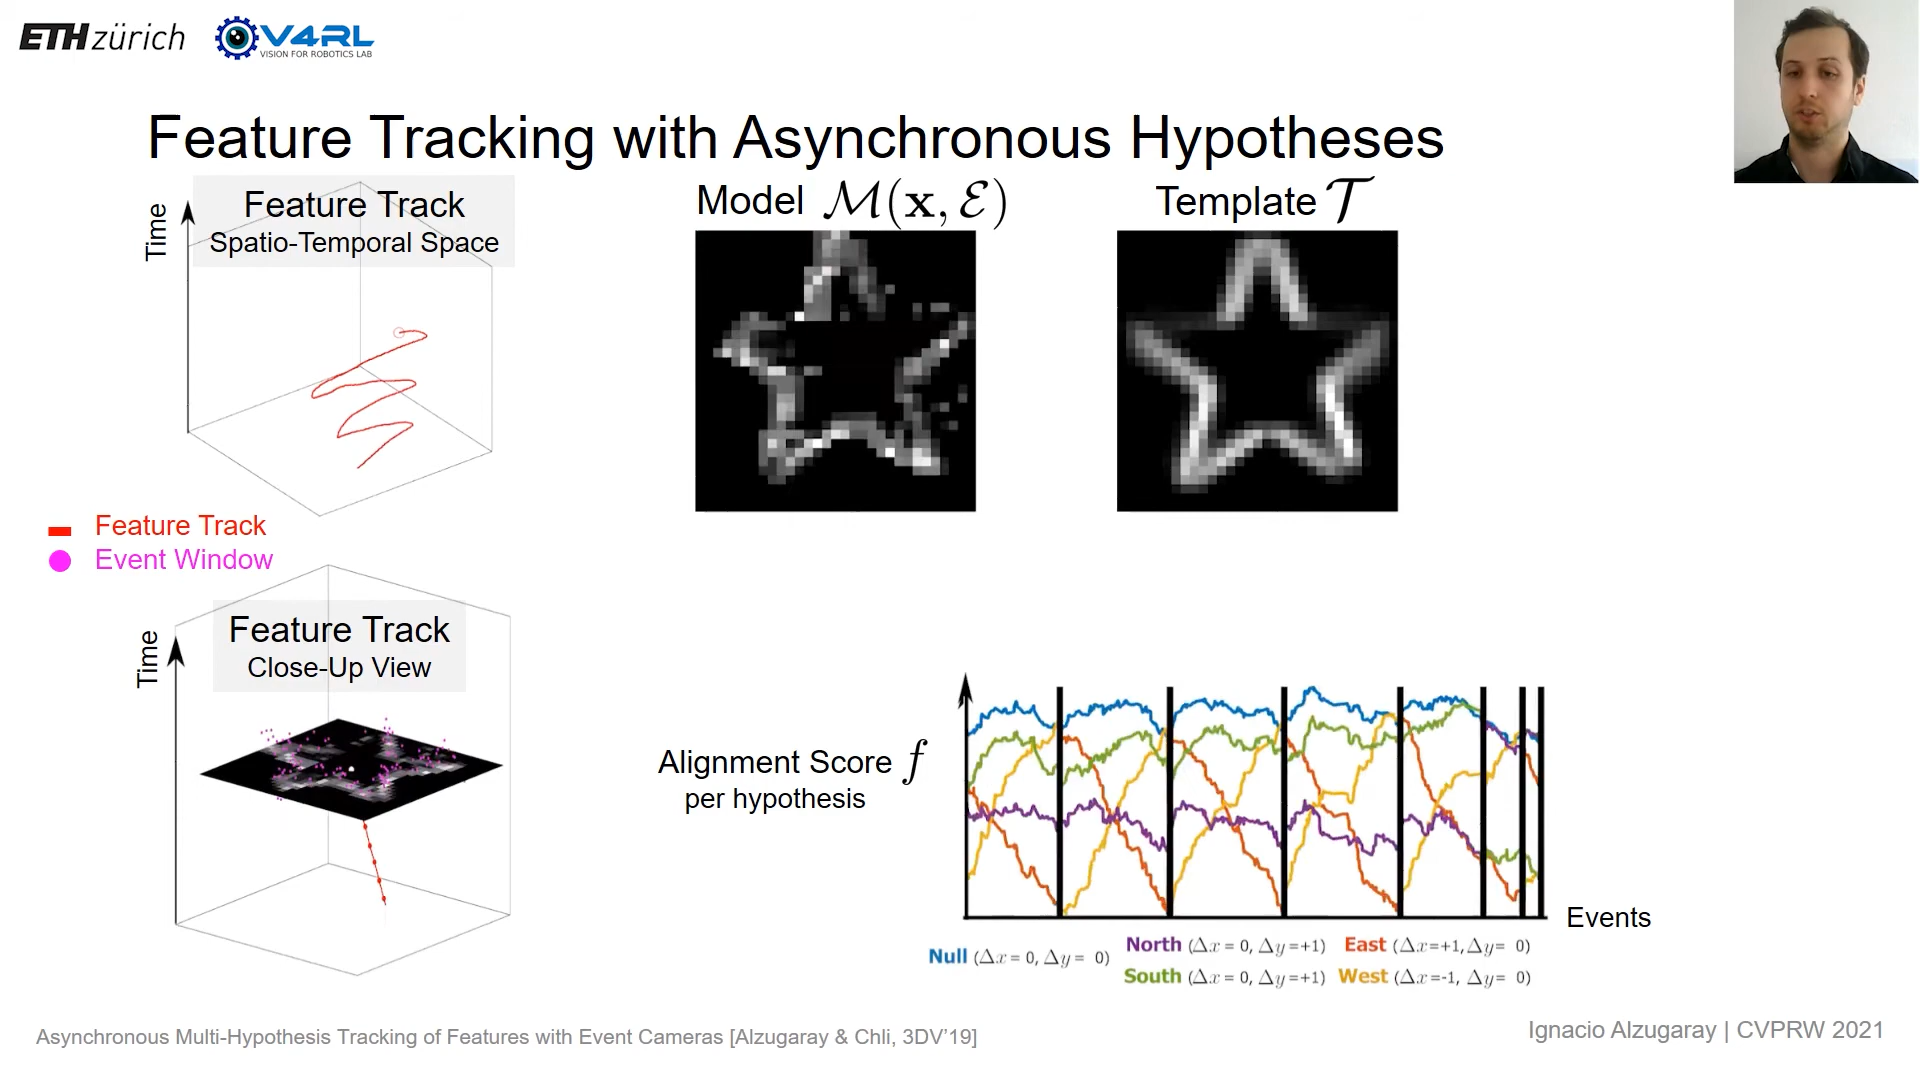 ETH zürich
V4RL
VISION FOR ROBOTICS LAB
Feature Tracking with Asynchronous Hypotheses
Time
Feature Track
Spatio-Temporal Space
Model ℳ(x, ℰ)
Template 𝒯
Feature Track
Event Window
Time
Feature Track
Close-Up View
Alignment Score f
per hypothesis
Events
Null (Δx = 0, Δy = 0)
North (Δx = 0, Δy =+1)
East (Δx=+1,Δy= 0)
South (Δx = 0, Δy =+1)
West (Δx=-1, Δy= 0)
Asynchronous Multi-Hypothesis Tracking of Features with Event Cameras [Alzugaray & Chli, 3DV’19]
Ignacio Alzugaray | CVPRW 2021